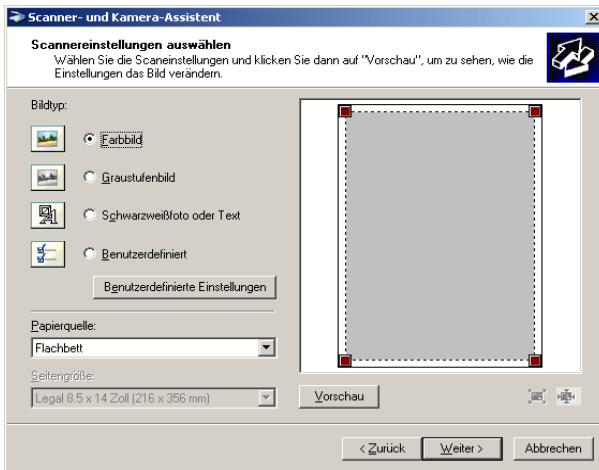 Scanner- und Kamera-Assistent
Scannereinstellungen auswählen
Wählen Sie die Scaneinstellungen und klicken Sie dann auf "Vorschau", um zu sehen, wie die
Einstellungen das Bild verändern.
Bildtyp:
Farbbild
Graustufenbild
Schwarzweißfoto oder Text
Benutzerdefiniert
Benutzerdefinierte Einstellungen
Papierquelle:
Flachbett
Seitengröße:
Legal 8.5 x 14 Zoll (216 x 356 mm)
Vorschau
< Zurück
Weiter >
Abbrechen